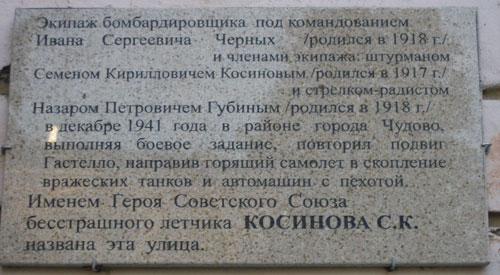 Экипаж бомбардировщика под командованием
Ивана Сергеевича Черных /родился в 1918 г./
и членами экипажа: штурманом
Семеном Кирилловичем Косиновым /родился в 1917 г./
и стрелком-радистом
Назаром Петровичем Губиным /родился в 1918 г./
в декабре 1941 года в районе города Чудово,
выполняя боевое задание, повторил подвиг
Гастелло, направив горящий самолет в скопление
вражеских танков и автомашин с пехотой.
Именем Героя Советского Союза
бесстрашного летчика КОСИНОВА С.К.
названа эта улица.